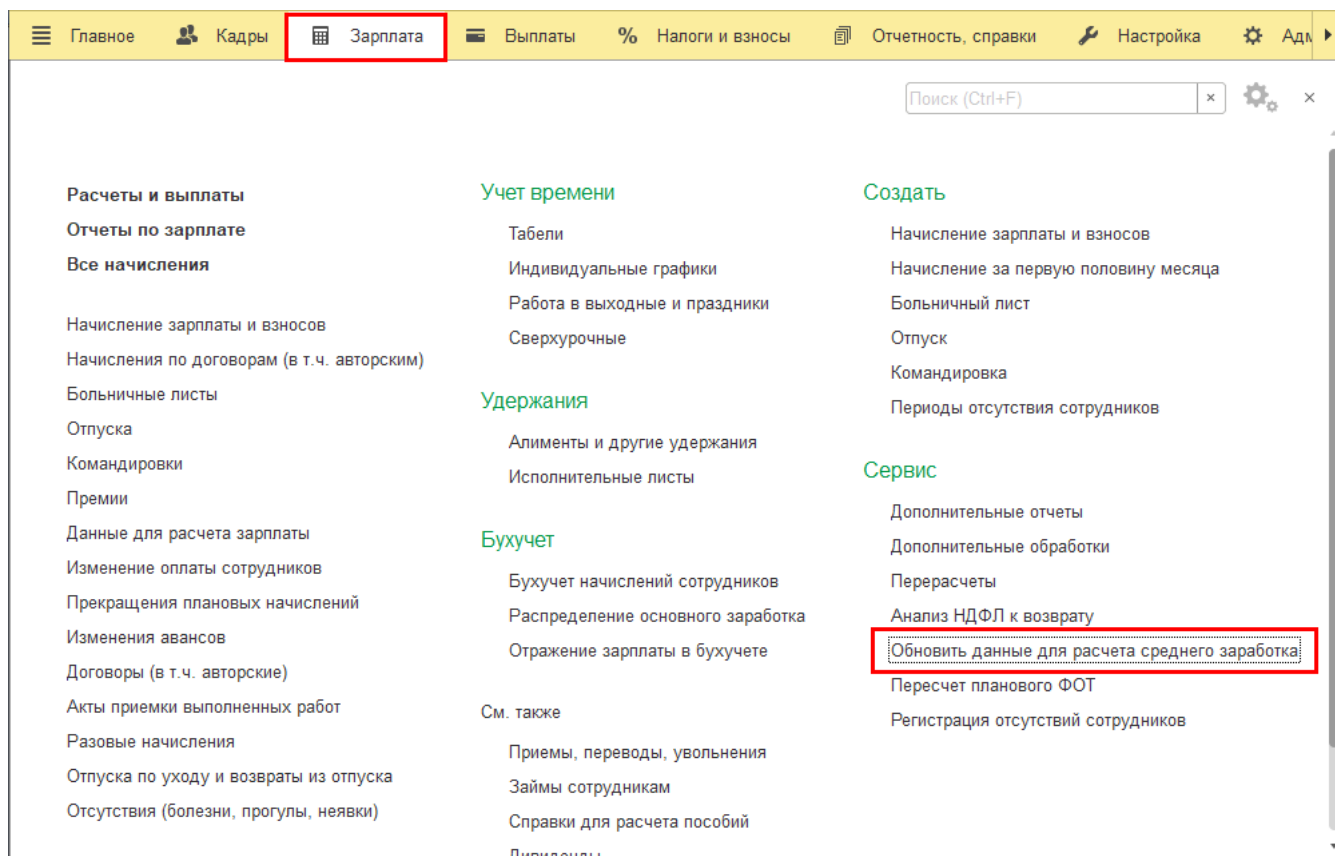 Главное Кадры Зарплата Выплаты % Налоги и взносы Отчетность, справки Настройка Адм
Поиск (Ctrl+F)
Расчеты и выплаты
Отчеты по зарплате
Все начисления
Начисление зарплаты и взносов
Начисления по договорам (в т.ч. авторским)
Больничные листы
Отпуска
Командировки
Премии
Данные для расчета зарплаты
Изменение оплаты сотрудников
Прекращения плановых начислений
Изменения авансов
Договоры (в т.ч. авторские)
Акты приемки выполненных работ
Разовые начисления
Отпуска по уходу и возвраты из отпуска
Отсутствия (болезни, прогулы, неявки)
Учет времени
Табели
Индивидуальные графики
Работа в выходные и праздники
Сверхурочные
Удержания
Алименты и другие удержания
Исполнительные листы
Бухучет
Бухучет начислений сотрудников
Распределение основного заработка
Отражение зарплаты в бухучете
См. также
Приемы, переводы, увольнения
Займы сотрудникам
Справки для расчета пособий
Дивиденды
Создать
Начисление зарплаты и взносов
Начисление за первую половину месяца
Больничный лист
Отпуск
Командировка
Периоды отсутствия сотрудников
Сервис
Дополнительные отчеты
Дополнительные обработки
Перерасчеты
Анализ НДФЛ к возврату
Обновить данные для расчета среднего заработка
Пересчет планового ФОТ
Регистрация отсутствий сотрудников